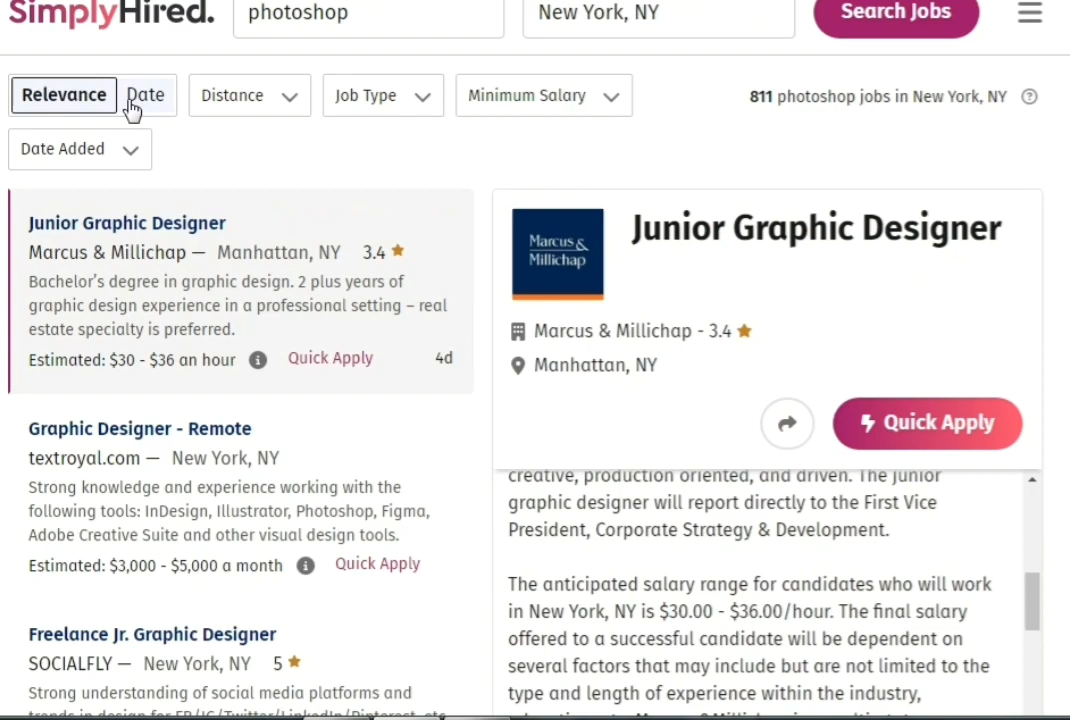 SimplyHired.
photoshop
New York, NY
Search Jobs
Relevance
Date
Distance
Job Type
Minimum Salary
811 photoshop jobs in New York, NY
Date Added
Junior Graphic Designer
Marcus & Millichap — Manhattan, NY 3.4
Bachelor's degree in graphic design. 2 plus years of
graphic design experience in a professional setting – real
estate specialty is preferred.
Estimated: $30 - $36 an hour Quick Apply 4d
Graphic Designer - Remote
textroyal.com — New York, NY
Strong knowledge and experience working with the
following tools: InDesign, Illustrator, Photoshop, Figma,
Adobe Creative Suite and other visual design tools.
Estimated: $3,000 - $5,000 a month Quick Apply
Freelance Jr. Graphic Designer
SOCIALFLY — New York, NY 5
Strong understanding of social media platforms and
trends in design for FB/IG/Twitter/LinkedIn/Pinterest, etc.
Marcus &
Millichap
Junior Graphic Designer
Marcus & Millichap - 3.4
Manhattan, NY
Quick Apply
creative, production oriented, and driven. The junior
graphic designer will report directly to the First Vice
President, Corporate Strategy & Development.
The anticipated salary range for candidates who will work
in New York, NY is $30.00 - $36.00/hour. The final salary
offered to a successful candidate will be dependent on
several factors that may include but are not limited to the
type and length of experience within the industry,